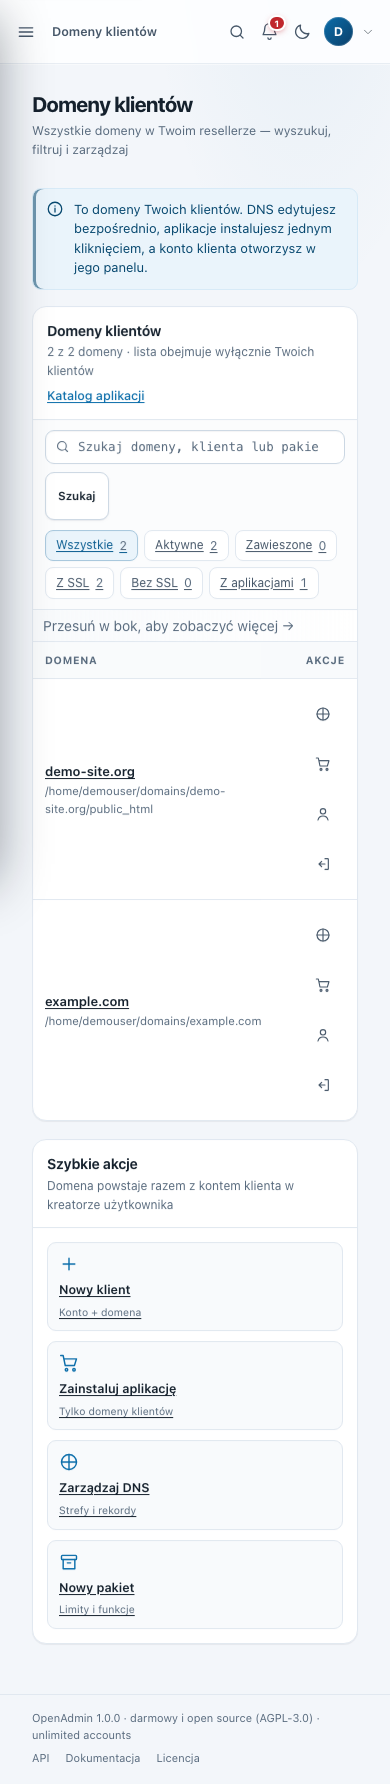 Domeny klientów
1
D
Domeny klientów
Wszystkie domeny w Twoim resellerze — wyszukuj,
filtruj i zarządzaj
To domeny Twoich klientów. DNS edytujesz
bezpośrednio, aplikacje instalujesz jednym
kliknięciem, a konto klienta otworzysz w
jego panelu.
Domeny klientów
2 z 2 domeny · lista obejmuje wyłącznie Twoich
klientów
Katalog aplikacji
Szukaj domeny, klienta lub pakie
Szukaj
Wszystkie 2
Aktywne 2
Zawieszone 0
Z SSL 2
Bez SSL 0
Z aplikacjami 1
Przesuń w bok, aby zobaczyć więcej →
DOMENA
AKCJE
demo-site.org
/home/demouser/domains/demo-
site.org/public_html
example.com
/home/demouser/domains/example.com
Szybkie akcje
Domena powstaje razem z kontem klienta w
kreatorze użytkownika
Nowy klient
Konto + domena
Zainstaluj aplikację
Tylko domeny klientów
Zarządzaj DNS
Strefy i rekordy
Nowy pakiet
Limity i funkcje
OpenAdmin 1.0.0 · darmowy i open source (AGPL-3.0) ·
unlimited accounts
API
Dokumentacja
Licencja